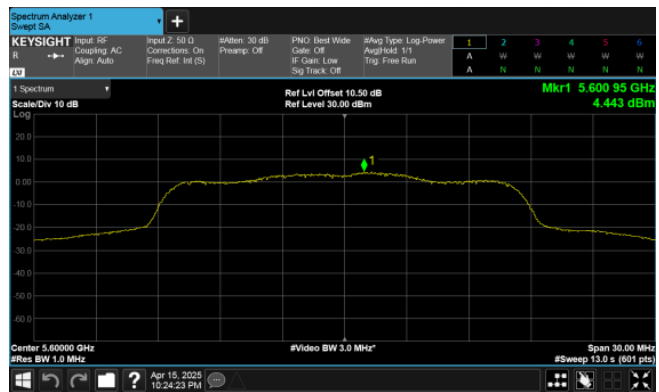 Spectrum Analyzer 1
Swept SA
+
KEYSIGHT Input: RF Input Z: 50 Ω #Atten: 30 dB PNO: Best Wide #Avg Type: Log-Power 1 2 3 4 5 6
R Coupling: AC Corrections: On Preamp: Off Gate: Off Avg|Hold: 1/1 A W W W W W
Align: Auto Freq Ref: Int (S) IF Gain: Low Trig: Free Run A N N N N N
LXI Sig Track: Off
1 Spectrum Ref Lvl Offset 10.50 dB Mkr1 5.600 95 GHz
Scale/Div 10 dB Ref Level 30.00 dBm 4.443 dBm
Log
20.0
10.0
1
0.00
-10.0
-20.0
-30.0
-40.0
-50.0
-60.0
Center 5.60000 GHz #Video BW 3.0 MHz* Span 30.00 MHz
#Res BW 1.0 MHz #Sweep 13.0 s (601 pts)
? Apr 15, 2025
10:24:23 PM